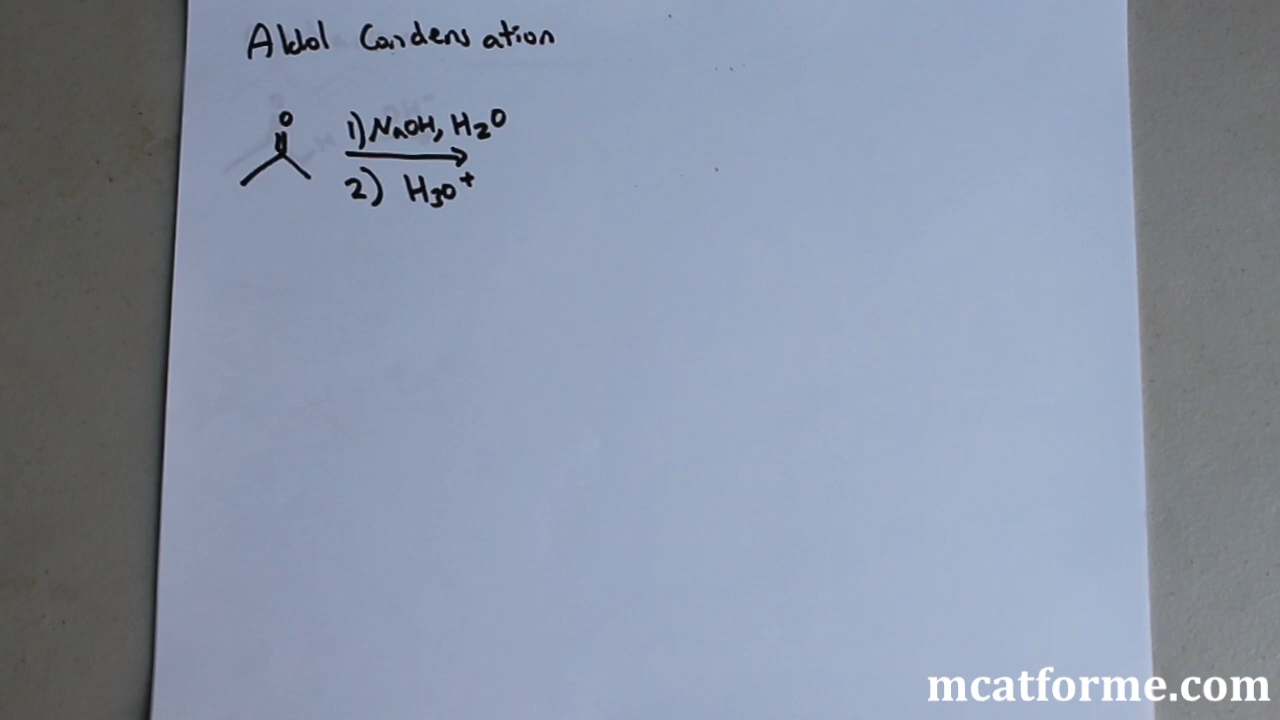 Aldol Condensation
O
1) NaOH, H₂O
2) H₃O⁺
mcatforme.com